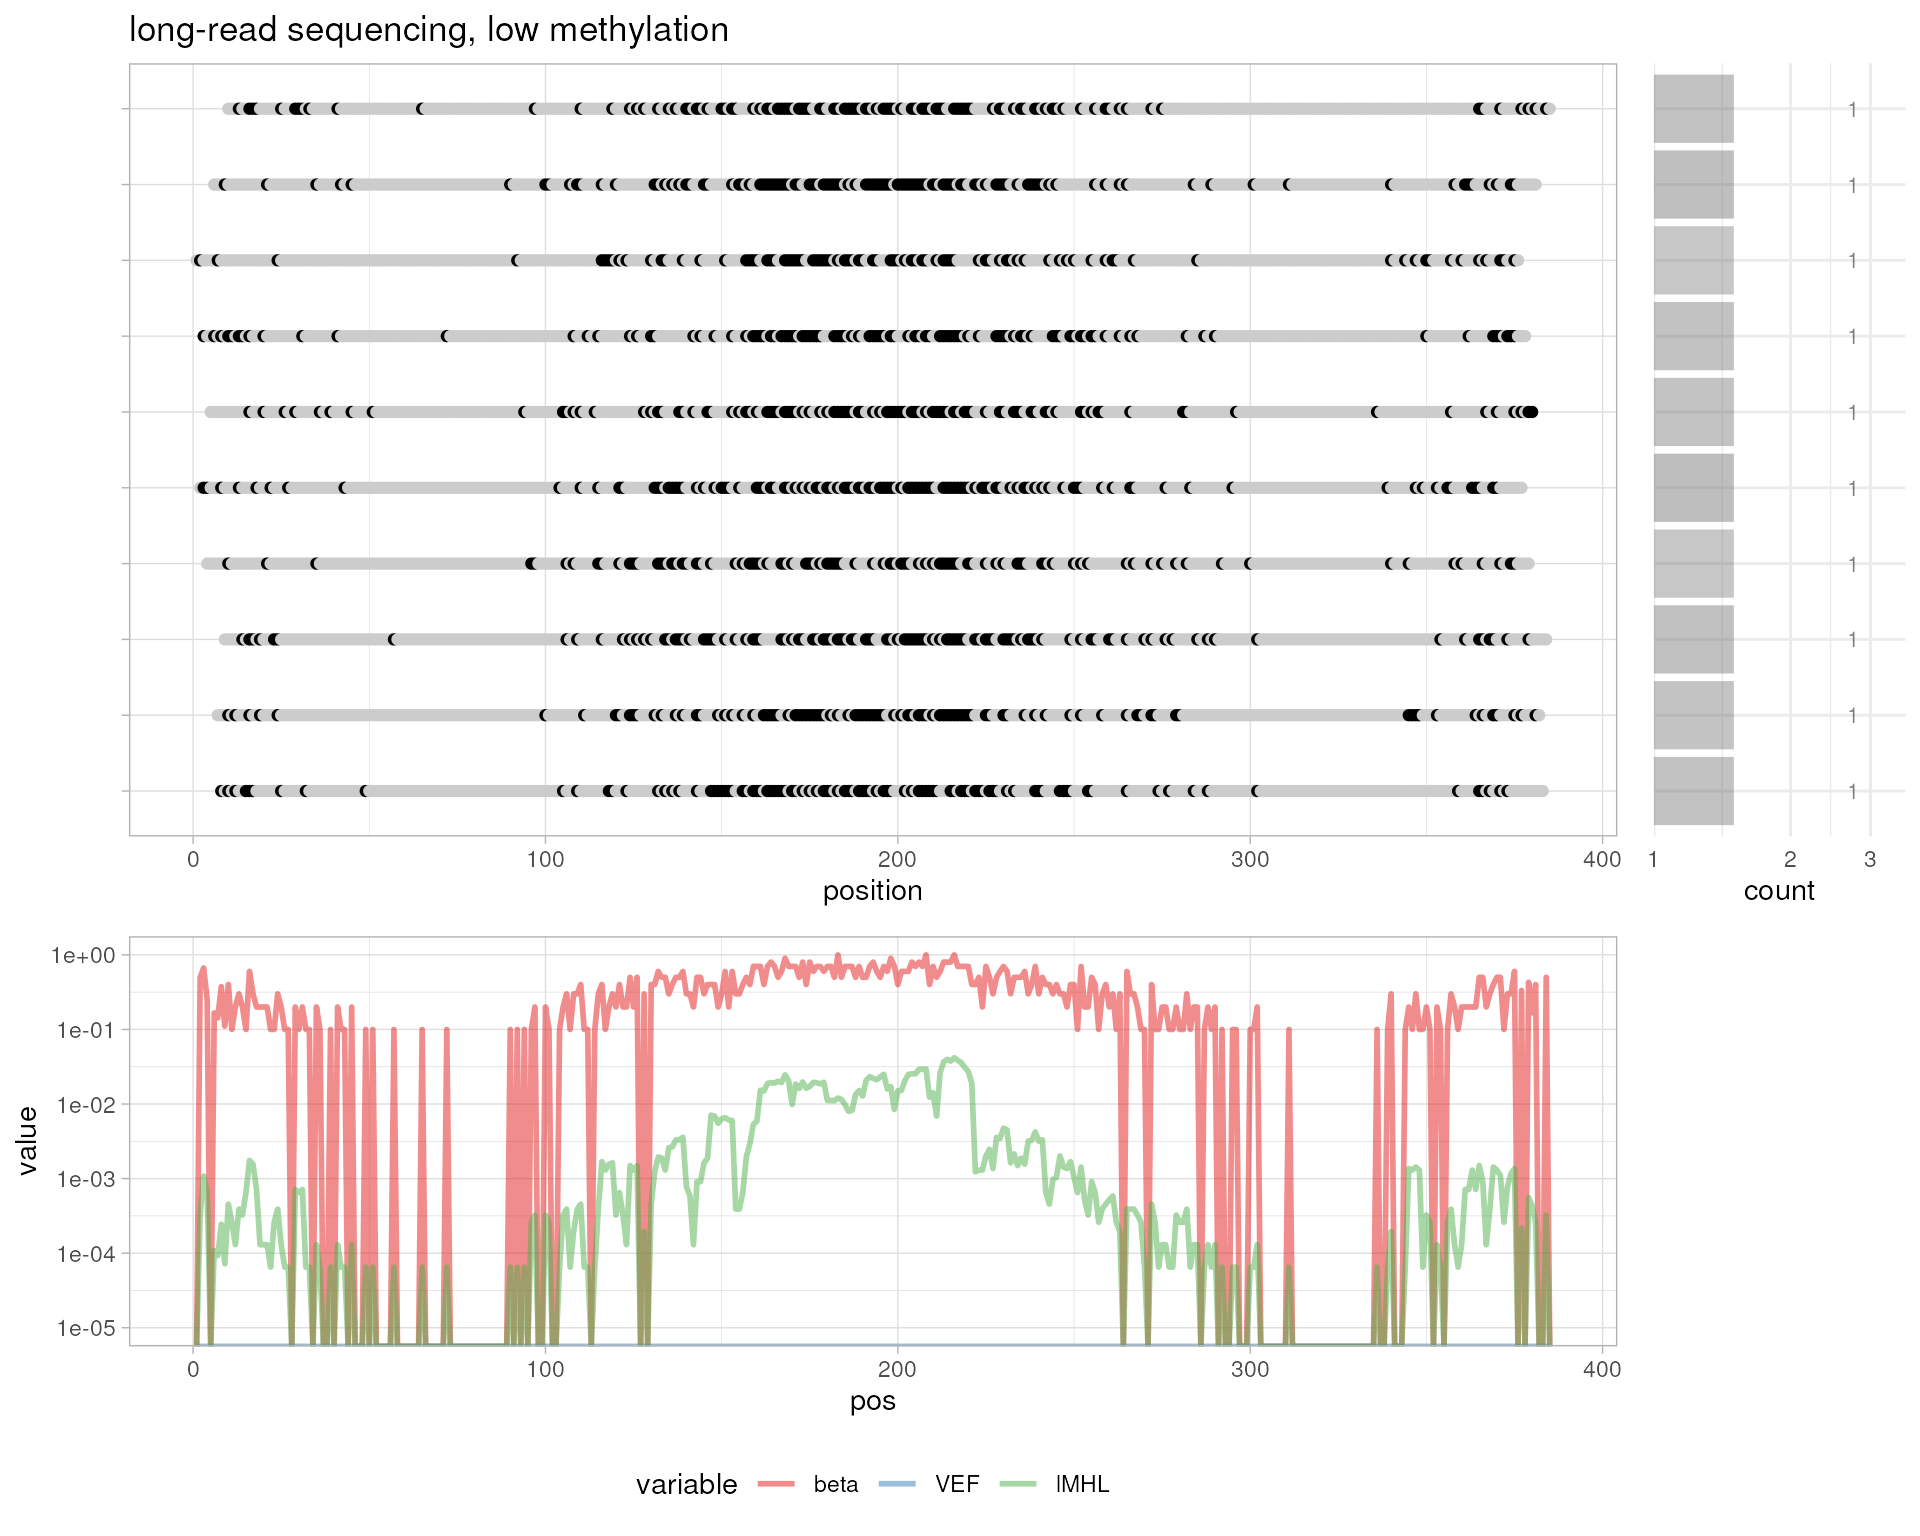 long-read sequencing, low methylation
1
1
1
1
1
1
1
1
1
1
0 100 200 300 400 1 2 3
position count
1e+00
1e-01
1e-02
1e-03
1e-04
1e-05
value
0 100 200 300 400
pos
variable beta VEF lMHL